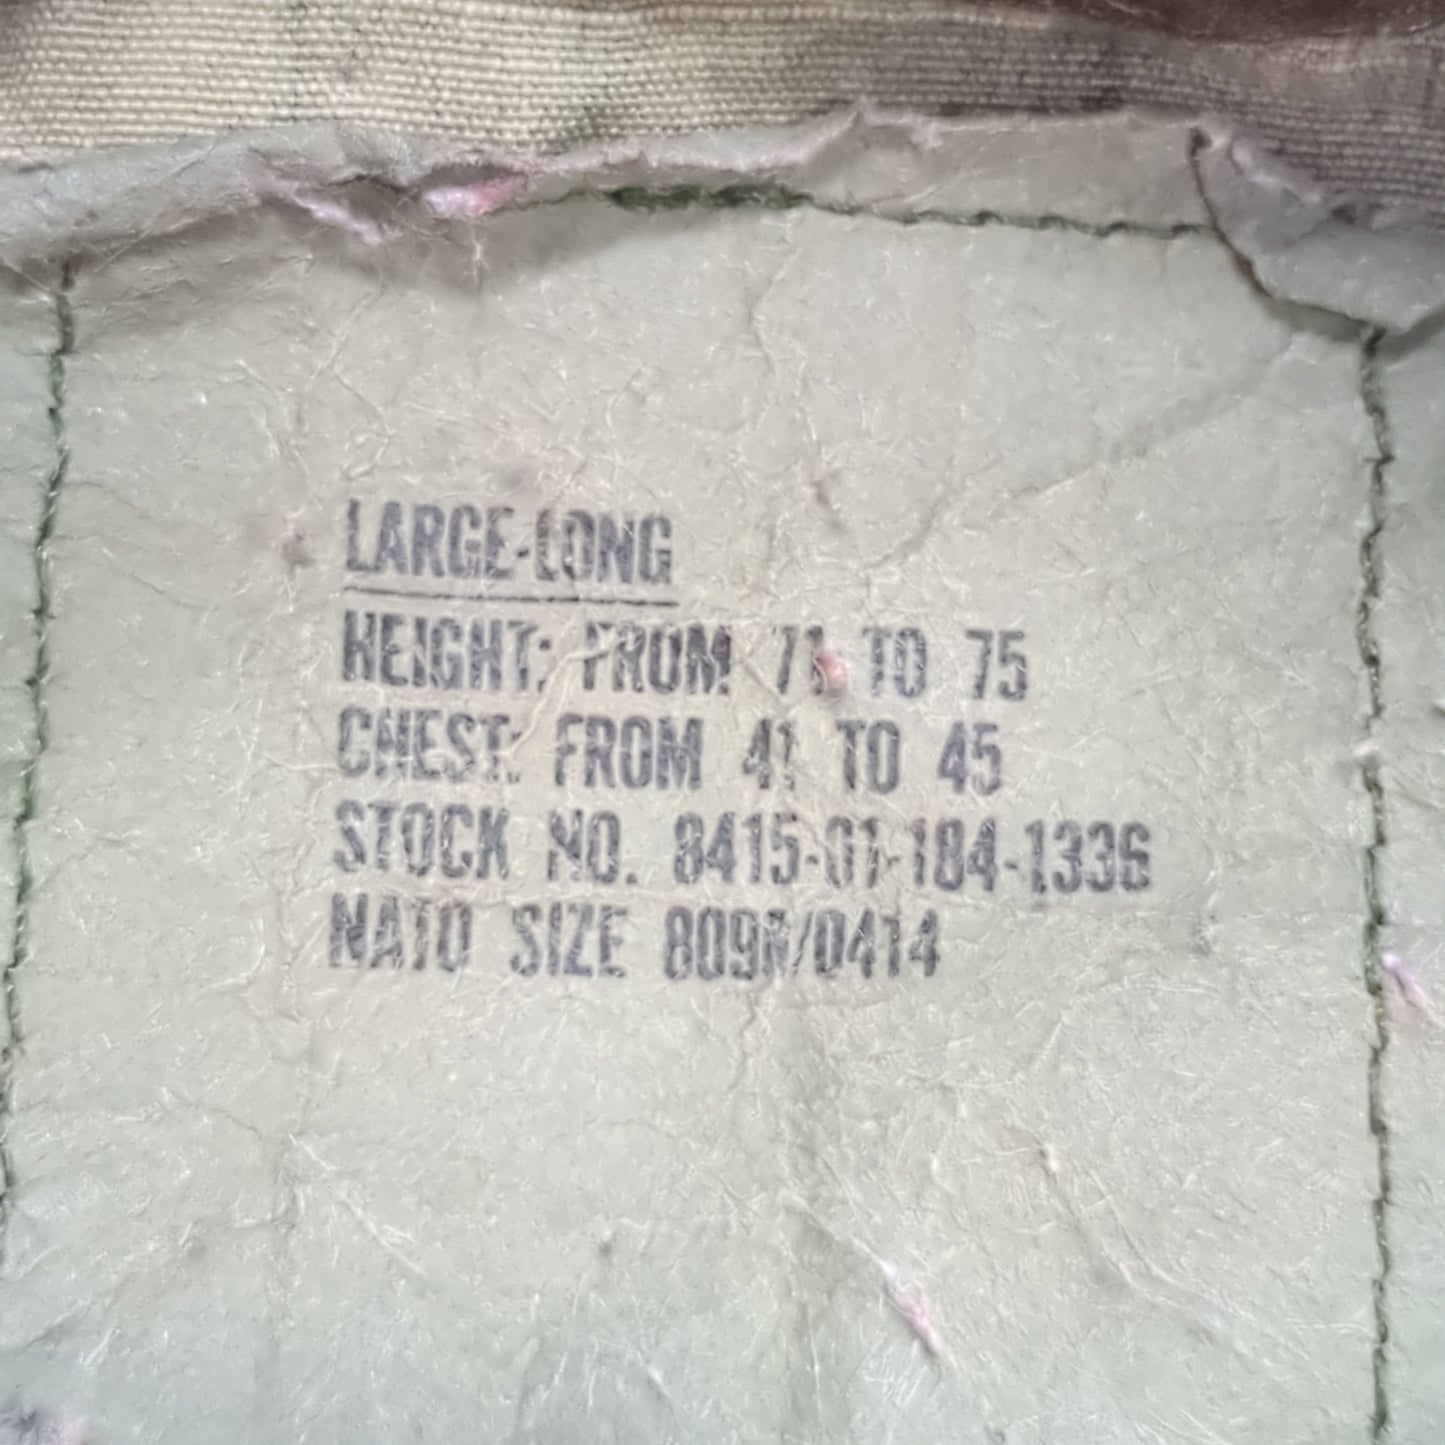 LARGE-LONG
HEIGHT: FROM 71 TO 75
CHEST: FROM 41 TO 45
STOCK NO. 8415-01-184-1336
NATO SIZE 8090/0414